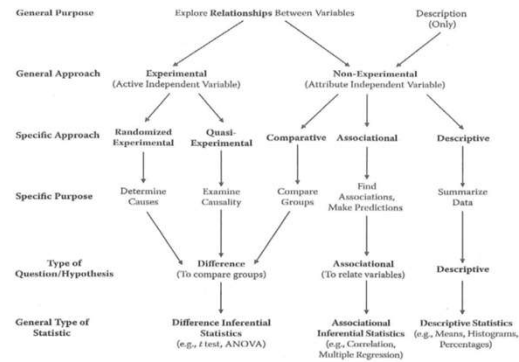 General Purpose
Explore Relationships Between Variables
Description
(Only)
General Approach
Experimental
(Active Independent Variable)
Non-Experimental
(Attribute Independent Variable)
Specific Approach
Randomized
Experimental
Quasi-
Experimental
Comparative
Associational
Descriptive
Specific Purpose
Determine
Causes
Examine
Causality
Compare
Groups
Find
Associations,
Make Predictions
Summarize
Data
Type of
Question/Hypothesis
Difference
(To compare groups)
Associational
(To relate variables)
Descriptive
General Type of
Statistic
Difference Inferential
Statistics
(e.g., t test, ANOVA)
Associational
Inferential Statistics
(e.g., Correlation,
Multiple Regression)
Descriptive Statistics
(e.g., Means, Histograms,
Percentages)